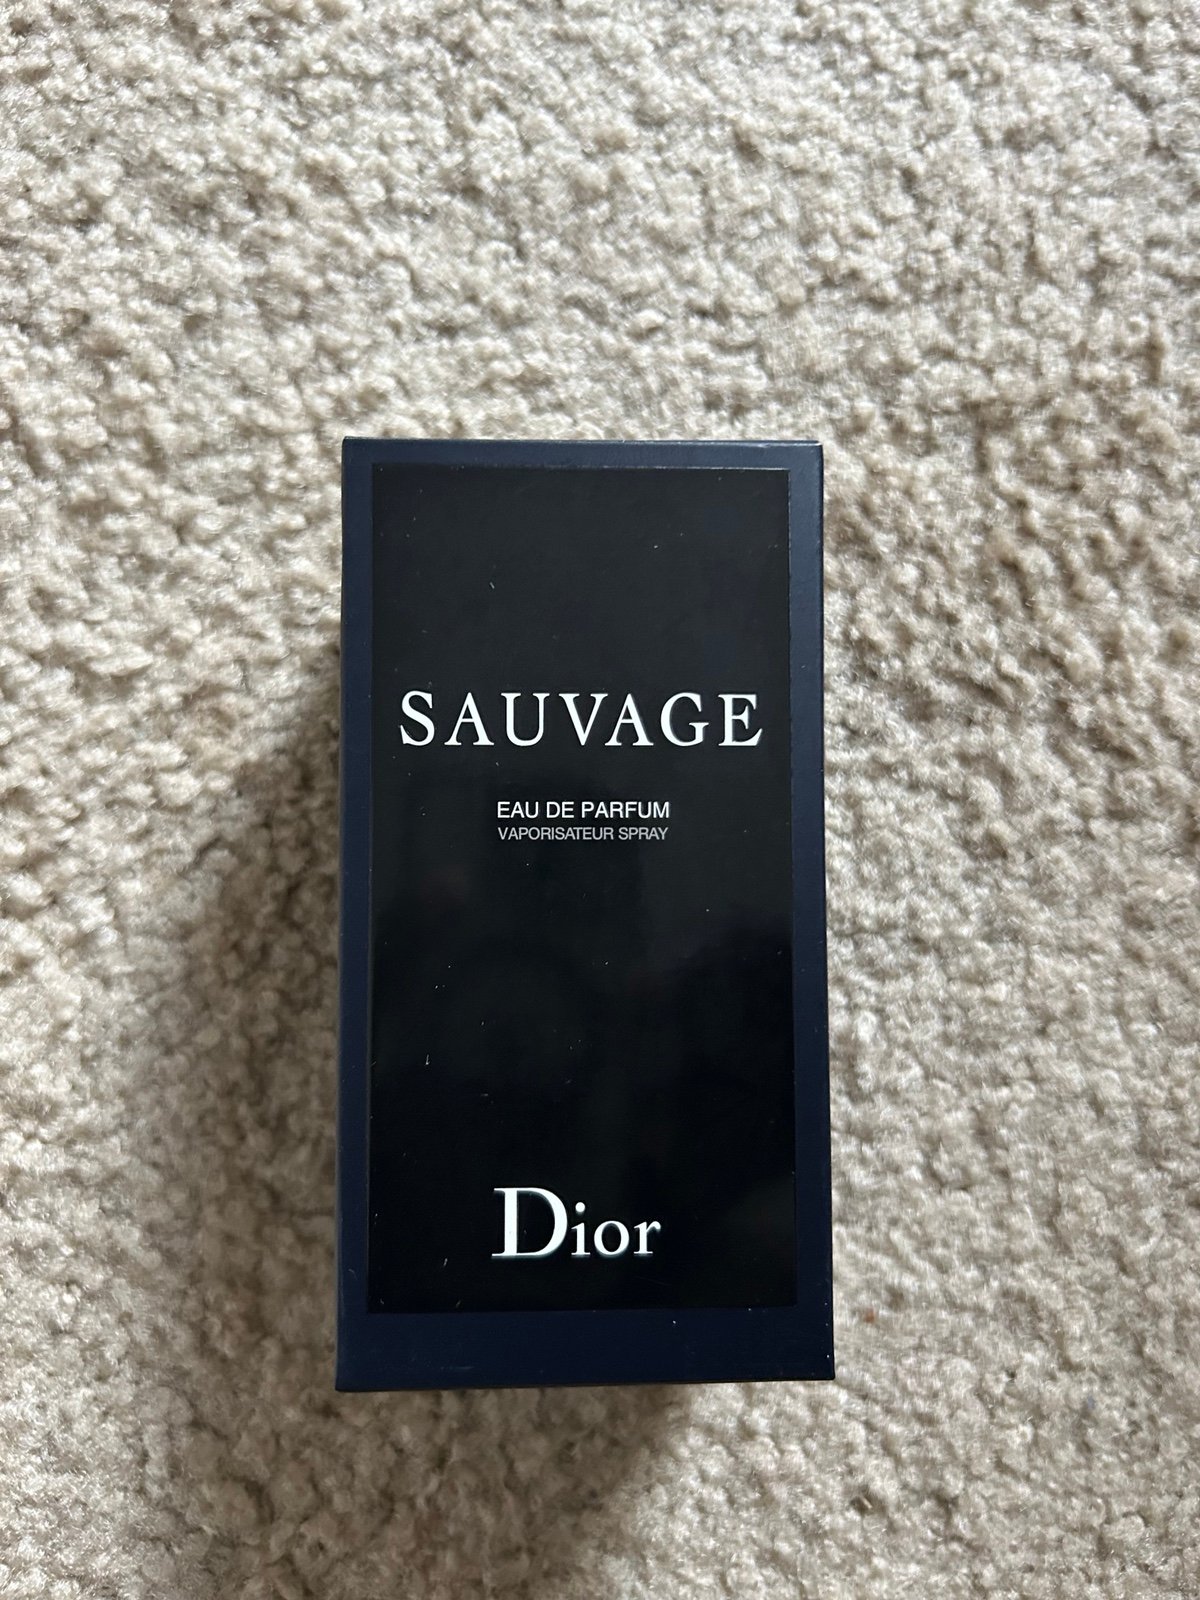 SAUVAGE
EAU DE PARFUM
VAPORISATEUR SPRAY
Dior